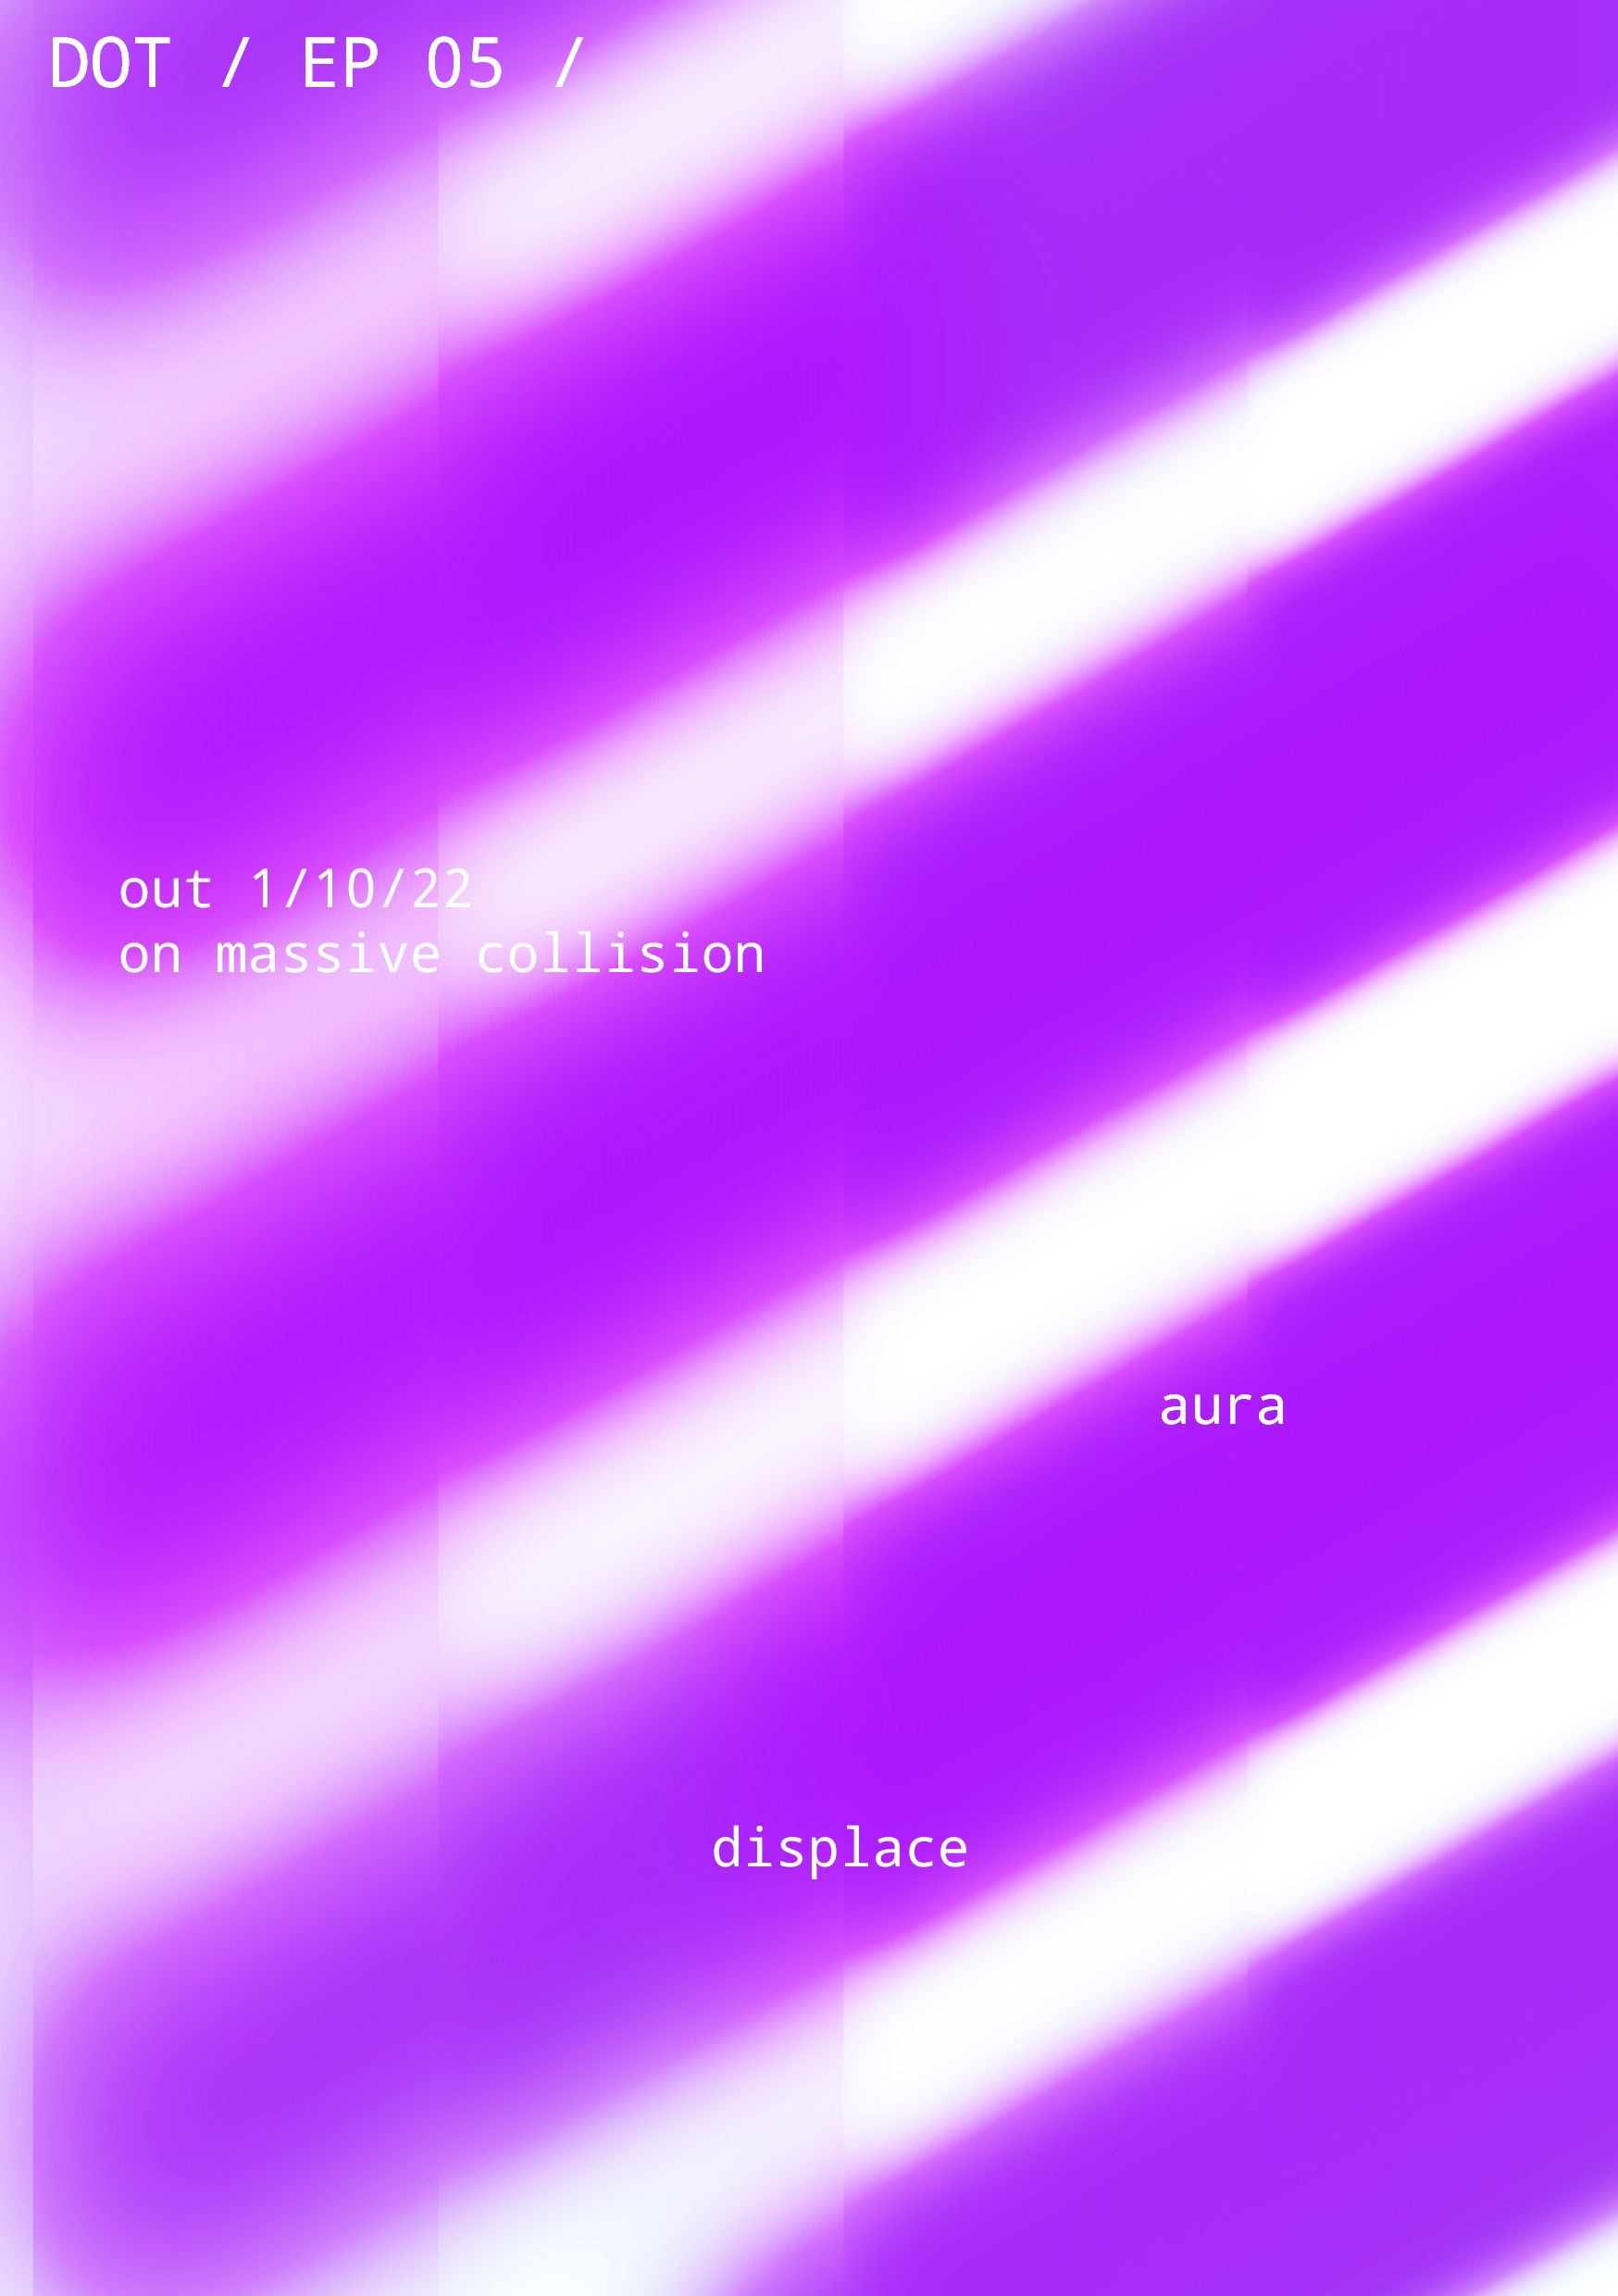 DOT / EP 05 /
out 1/10/22
on massive collision
aura
displace